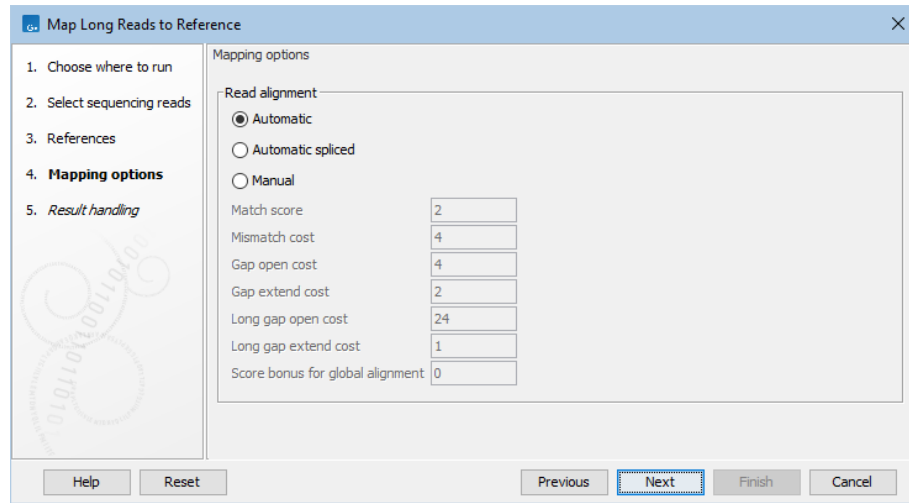 Map Long Reads to Reference
1. Choose where to run
2. Select sequencing reads
3. References
4. Mapping options
5. Result handling
Mapping options
Read alignment
Automatic
Automatic spliced
Manual
Match score 2
Mismatch cost 4
Gap open cost 4
Gap extend cost 2
Long gap open cost 24
Long gap extend cost 1
Score bonus for global alignment 0
Help Reset Previous Next Finish Cancel